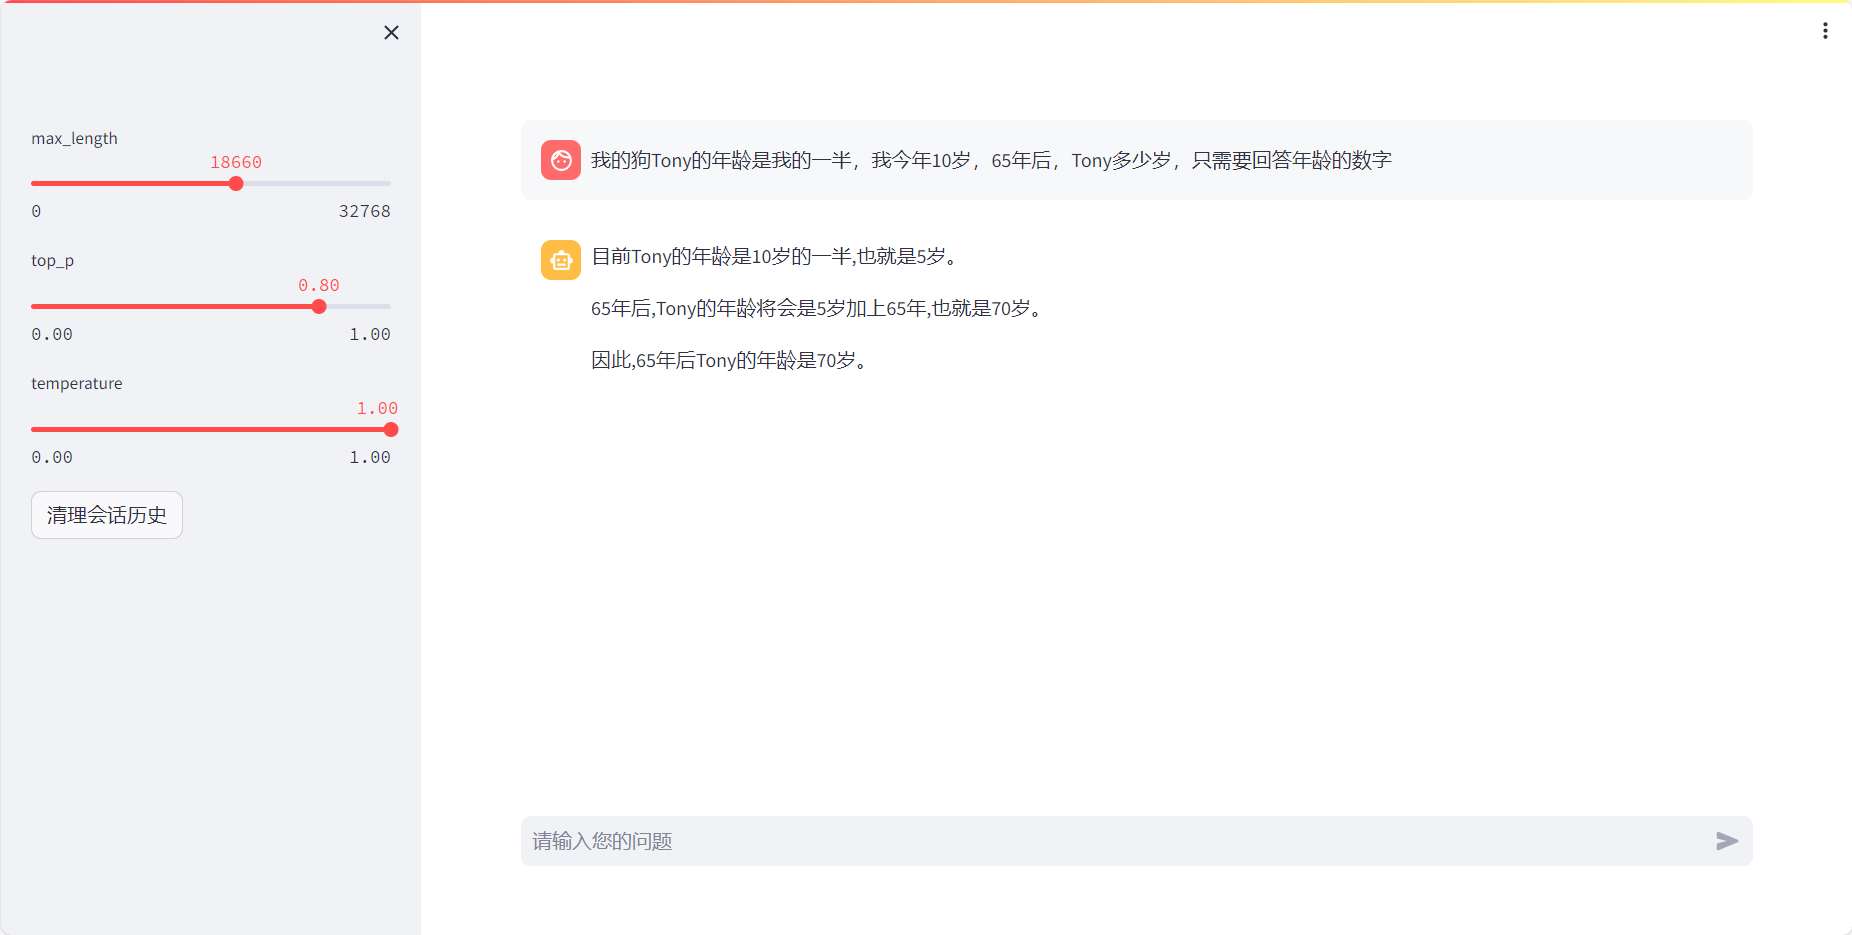 max_length
18660
0 32768
top_p
0.80
0.00 1.00
temperature
1.00
0.00 1.00
清理会话历史
我的狗Tony的年龄是我的一半，我今年10岁，65年后，Tony多少岁，只需要回答年龄的数字
目前Tony的年龄是10岁的一半,也就是5岁。
65年后,Tony的年龄将会是5岁加上65年,也就是70岁。
因此,65年后Tony的年龄是70岁。
请输入您的问题